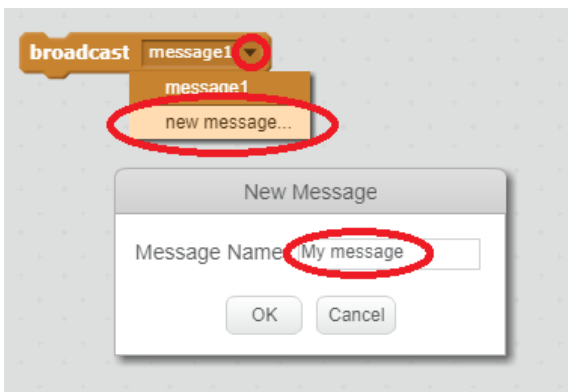 broadcast message1
message1
new message...
New Message
Message Name: My message
OK Cancel